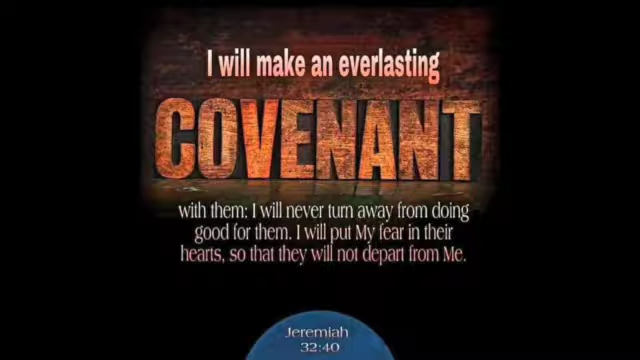 I will make an everlasting
COVENANT
with them: I will never turn away from doing
good for them. I will put My fear in their
hearts, so that they will not depart from Me.
Jeremiah
32:40